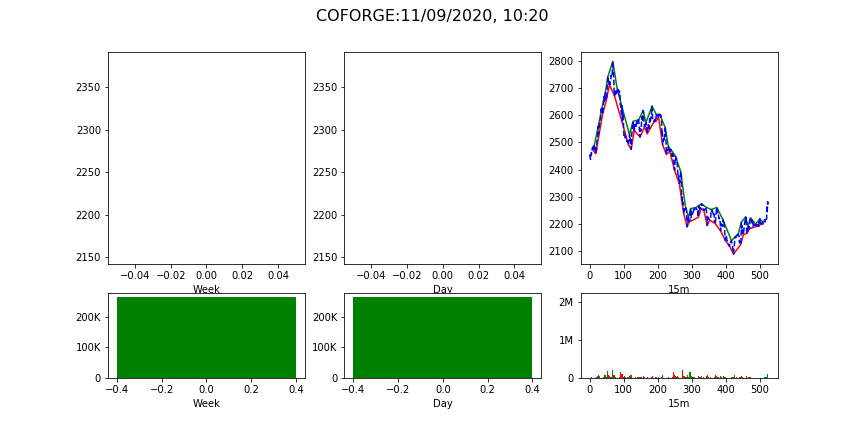 COFORGE:11/09/2020, 10:20
2350
2300
2250
2200
2150
−0.04 −0.02 0.00 0.02 0.04
Week
2350
2300
2250
2200
2150
−0.04 −0.02 0.00 0.02 0.04
Day
2800
2700
2600
2500
2400
2300
2200
2100
0 100 200 300 400 500
15m
200K
100K
0
−0.4 −0.2 0.0 0.2 0.4
Week
200K
100K
0
−0.4 −0.2 0.0 0.2 0.4
Day
2M
1M
0
0 100 200 300 400 500
15m